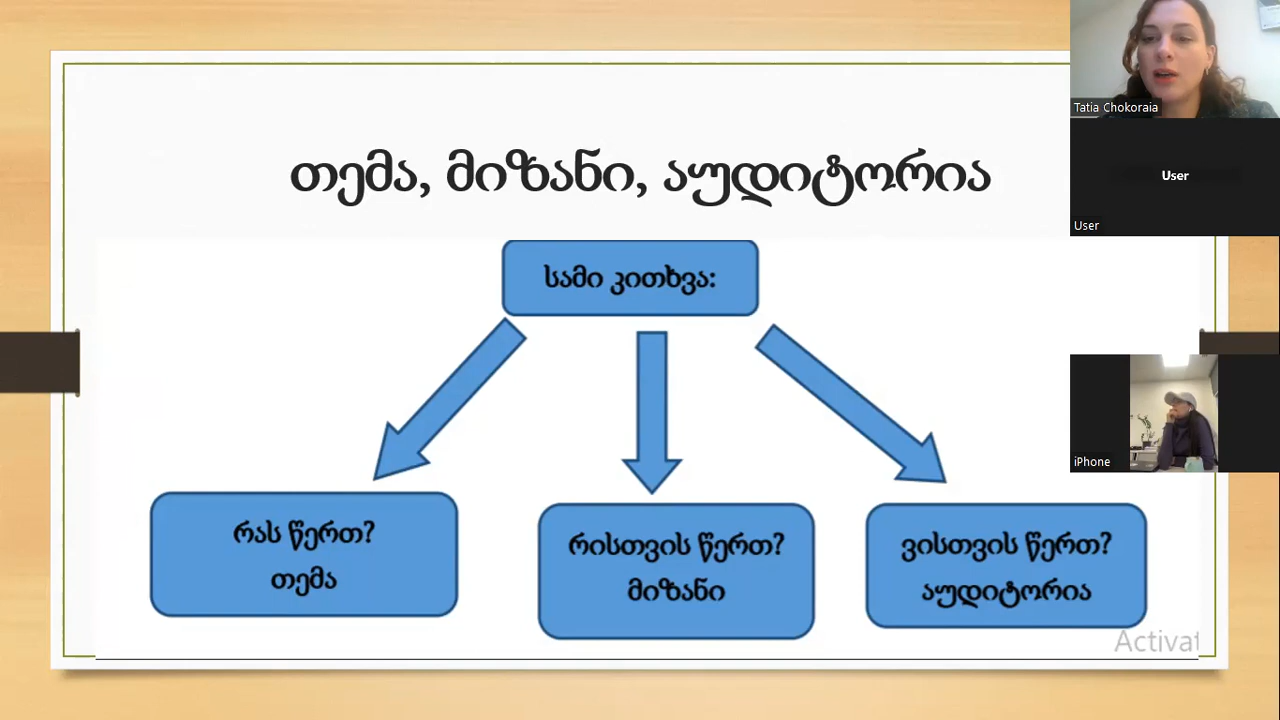 თემა, მიზანი, აუდიტორია
სამი კითხვა:
რას წერთ?
თემა
რისთვის წერთ?
მიზანი
ვისთვის წერთ?
აუდიტორია
Activat
Tatia Chokoraia
User
User
iPhone